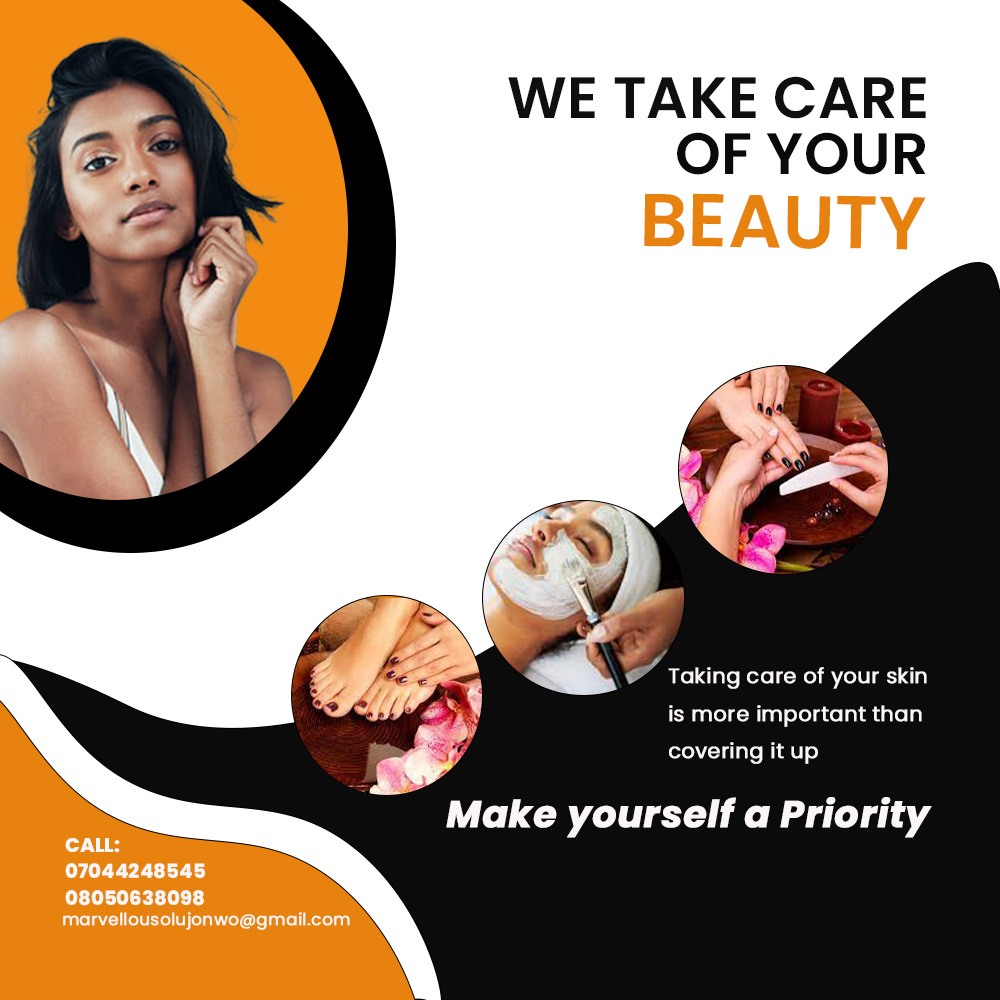 WE TAKE CARE
OF YOUR
BEAUTY
Taking care of your skin
is more important than
covering it up
Make yourself a Priority
CALL:
07044248545
08050638098
marvellousolujonwo@gmail.com